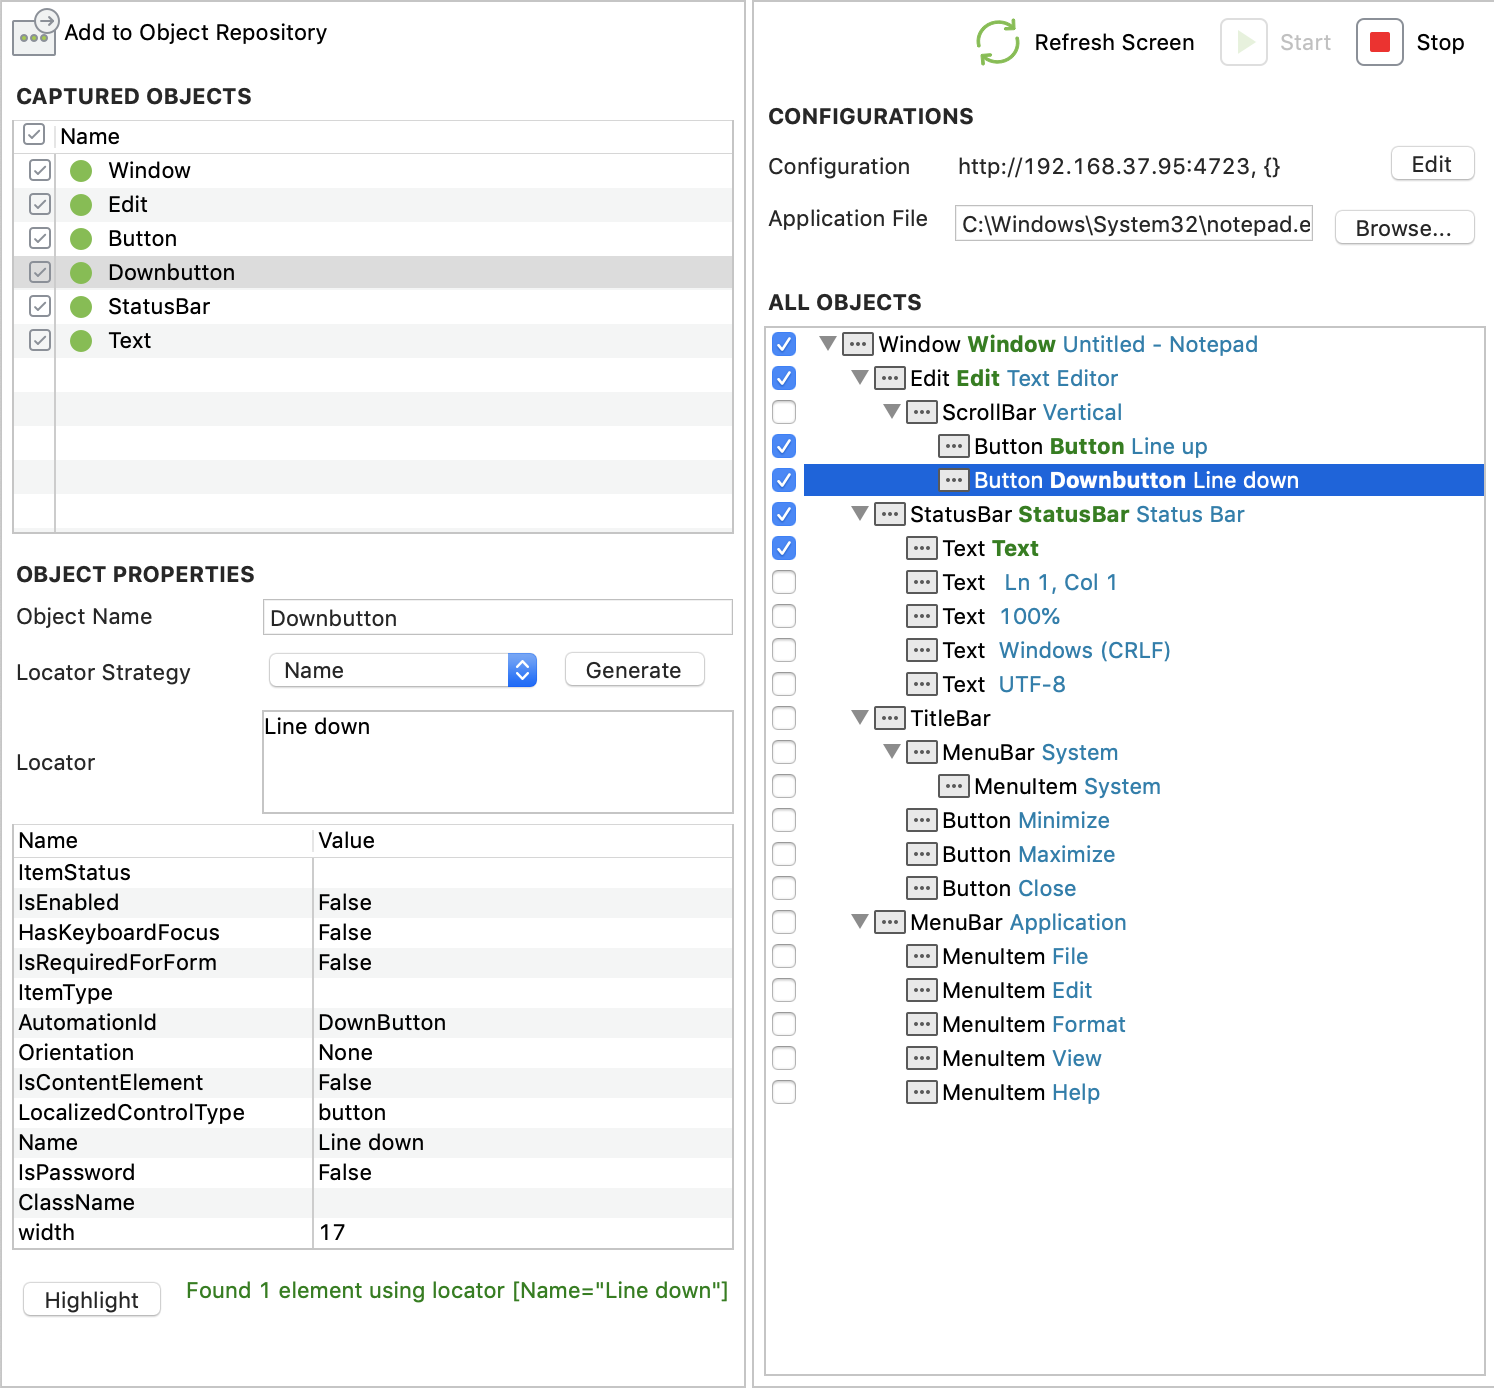 Add to Object Repository
CAPTURED OBJECTS
Name
Window
Edit
Button
Downbutton
StatusBar
Text
OBJECT PROPERTIES
Object Name Downbutton
Locator Strategy Name Generate
Locator Line down
Name Value
ItemStatus
IsEnabled False
HasKeyboardFocus False
IsRequiredForForm False
ItemType
AutomationId DownButton
Orientation None
IsContentElement False
LocalizedControlType button
Name Line down
IsPassword False
ClassName
width 17
Highlight Found 1 element using locator [Name="Line down"]
Refresh Screen Start Stop
CONFIGURATIONS
Configuration http://192.168.37.95:4723, {} Edit
Application File C:\Windows\System32\notepad.e Browse...
ALL OBJECTS
Window Window Untitled - Notepad
Edit Edit Text Editor
ScrollBar Vertical
Button Button Line up
Button Downbutton Line down
StatusBar StatusBar Status Bar
Text Text
Text Ln 1, Col 1
Text 100%
Text Windows (CRLF)
Text UTF-8
TitleBar
MenuBar System
MenuItem System
Button Minimize
Button Maximize
Button Close
MenuBar Application
MenuItem File
MenuItem Edit
MenuItem Format
MenuItem View
MenuItem Help